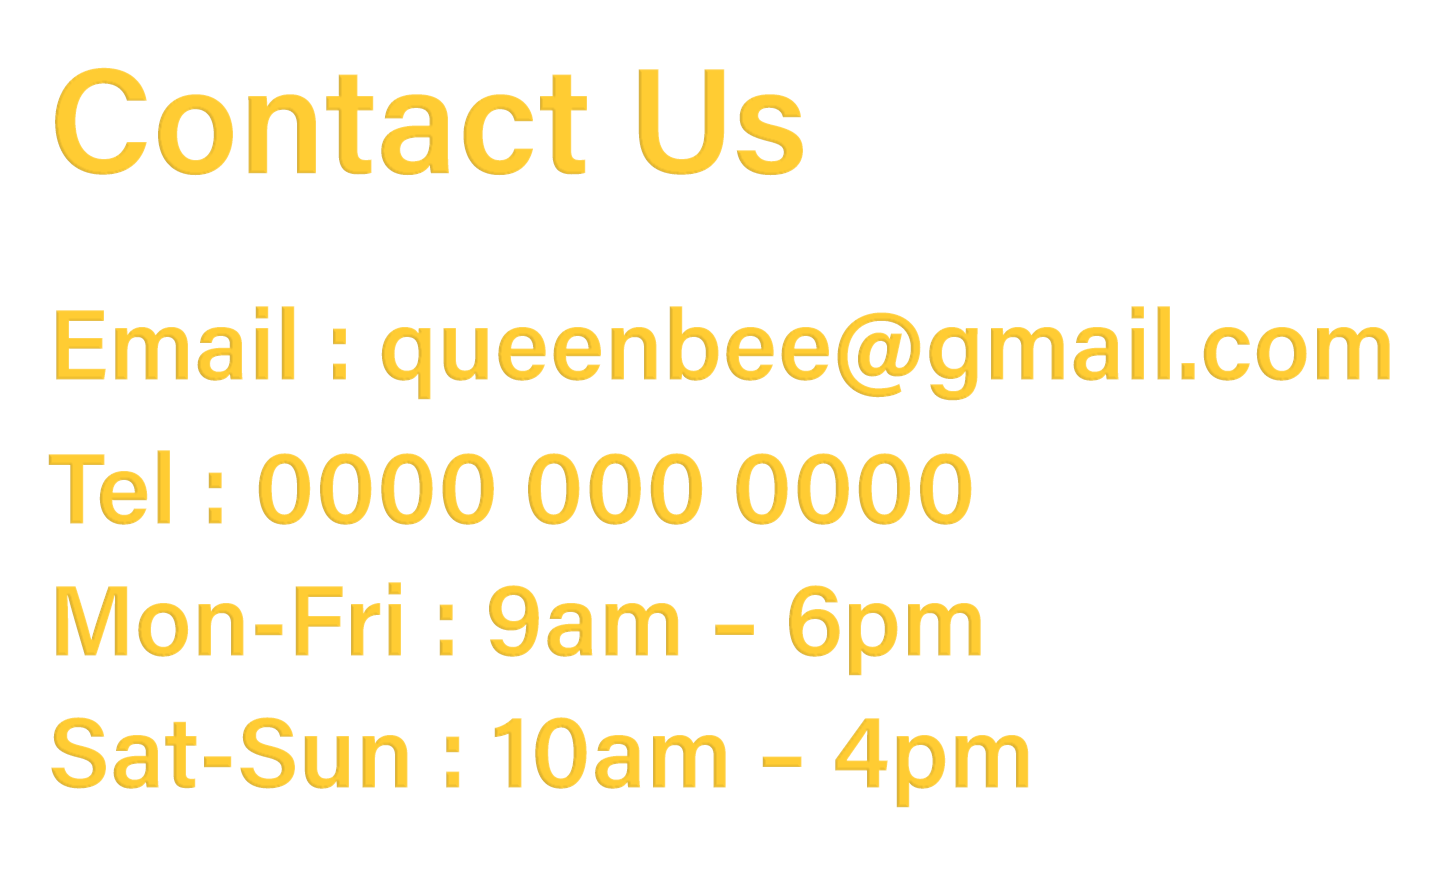 Contact Us
Email : queenbee@gmail.com
Tel : 0000 000 0000
Mon-Fri : 9am – 6pm
Sat-Sun : 10am – 4pm